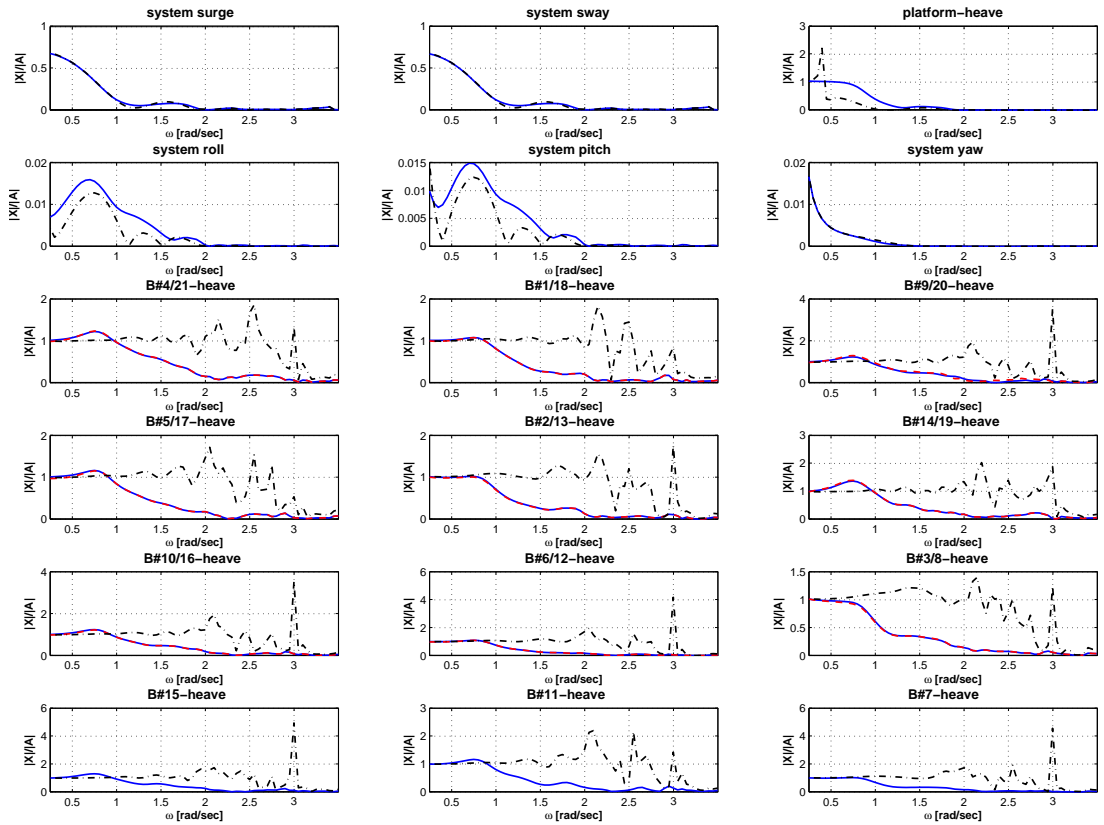 system surge
system sway
platform−heave
|X|/|A|
1
0.5
0
0.5 1 1.5 2 2.5 3
ω [rad/sec]
|X|/|A|
1
0.5
0
0.5 1 1.5 2 2.5 3
ω [rad/sec]
|X|/|A|
3
2
1
0
0.5 1 1.5 2 2.5 3
ω [rad/sec]
system roll
system pitch
system yaw
|X|/|A|
0.02
0.01
0
0.5 1 1.5 2 2.5 3
ω [rad/sec]
|X|/|A|
0.015
0.01
0.005
0
0.5 1 1.5 2 2.5 3
ω [rad/sec]
|X|/|A|
0.02
0.01
0
0.5 1 1.5 2 2.5 3
ω [rad/sec]
B#4/21−heave
B#1/18−heave
B#9/20−heave
|X|/|A|
2
1
0
0.5 1 1.5 2 2.5 3
ω [rad/sec]
|X|/|A|
2
1
0
0.5 1 1.5 2 2.5 3
ω [rad/sec]
|X|/|A|
4
2
0
0.5 1 1.5 2 2.5 3
ω [rad/sec]
B#5/17−heave
B#2/13−heave
B#14/19−heave
|X|/|A|
2
1
0
0.5 1 1.5 2 2.5 3
ω [rad/sec]
|X|/|A|
2
1
0
0.5 1 1.5 2 2.5 3
ω [rad/sec]
|X|/|A|
3
2
1
0
0.5 1 1.5 2 2.5 3
ω [rad/sec]
B#10/16−heave
B#6/12−heave
B#3/8−heave
|X|/|A|
4
2
0
0.5 1 1.5 2 2.5 3
ω [rad/sec]
|X|/|A|
6
4
2
0
0.5 1 1.5 2 2.5 3
ω [rad/sec]
|X|/|A|
1.5
1
0.5
0
0.5 1 1.5 2 2.5 3
ω [rad/sec]
B#15−heave
B#11−heave
B#7−heave
|X|/|A|
6
4
2
0
0.5 1 1.5 2 2.5 3
ω [rad/sec]
|X|/|A|
3
2
1
0
0.5 1 1.5 2 2.5 3
ω [rad/sec]
|X|/|A|
6
4
2
0
0.5 1 1.5 2 2.5 3
ω [rad/sec]